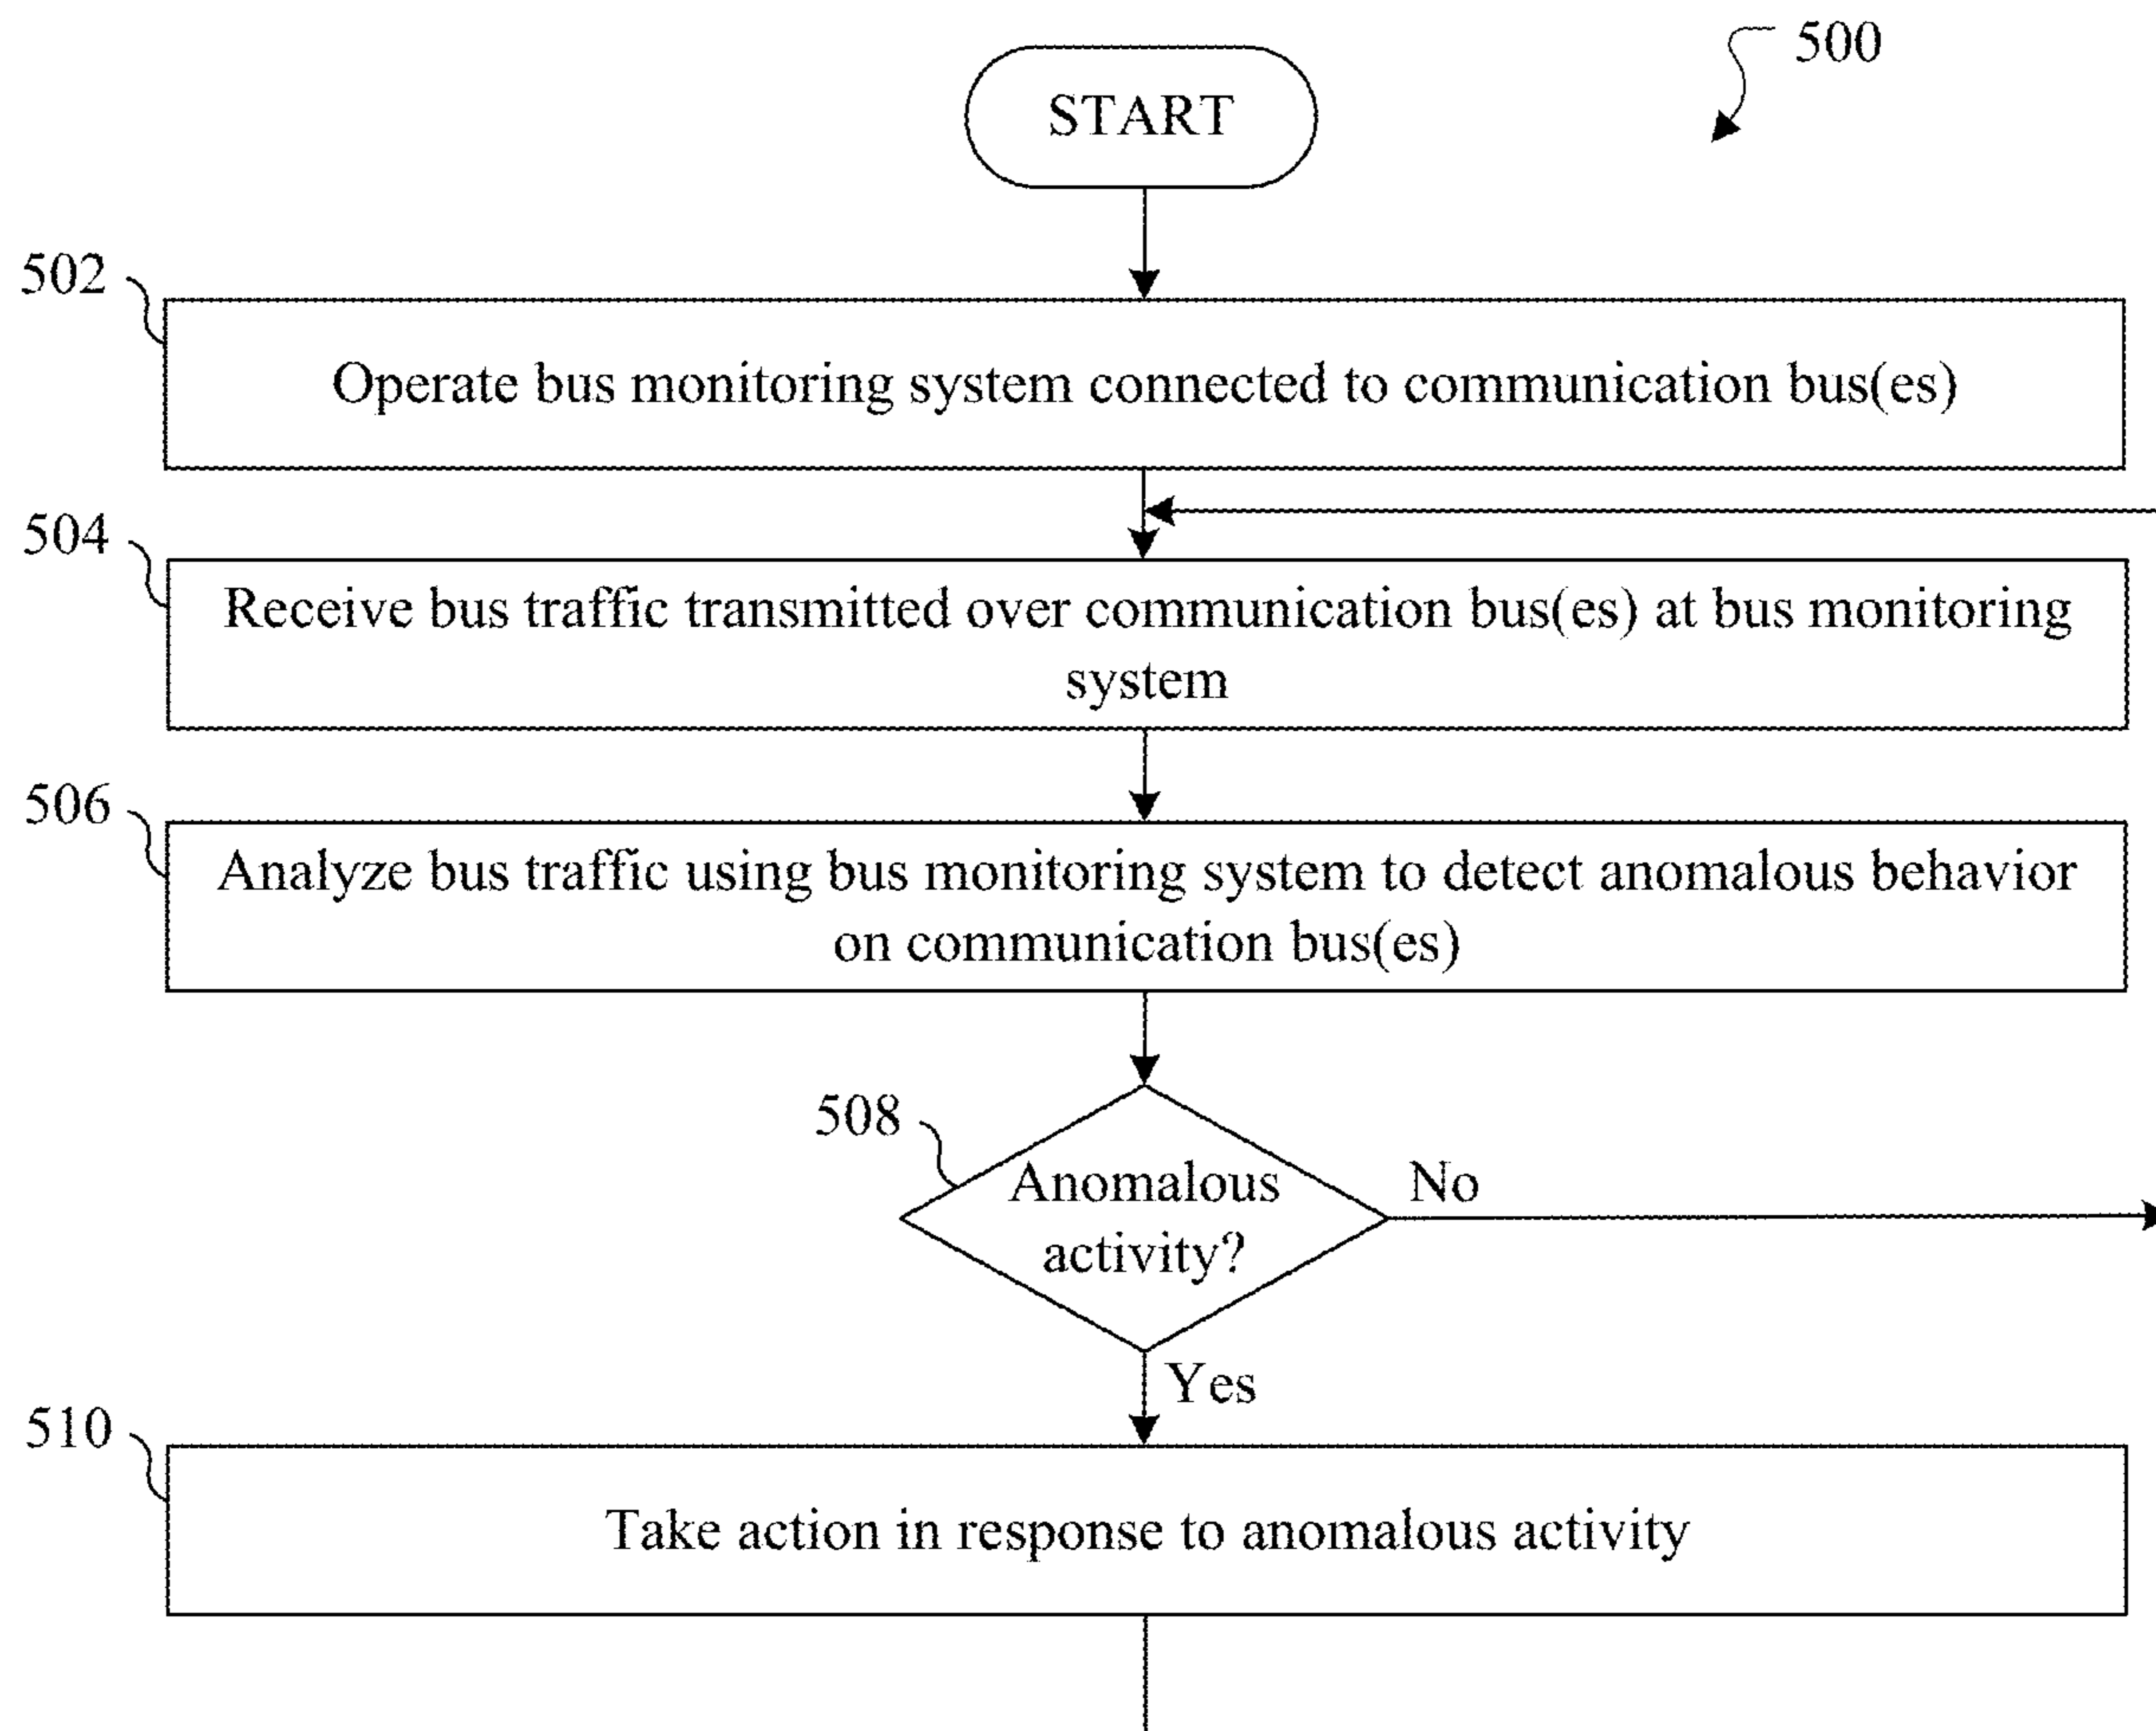 500
START
502
Operate bus monitoring system connected to communication bus(es)
504
Receive bus traffic transmitted over communication bus(es) at bus monitoring
system
506
Analyze bus traffic using bus monitoring system to detect anomalous behavior
on communication bus(es)
508
Anomalous
activity?
No
Yes
510
Take action in response to anomalous activity